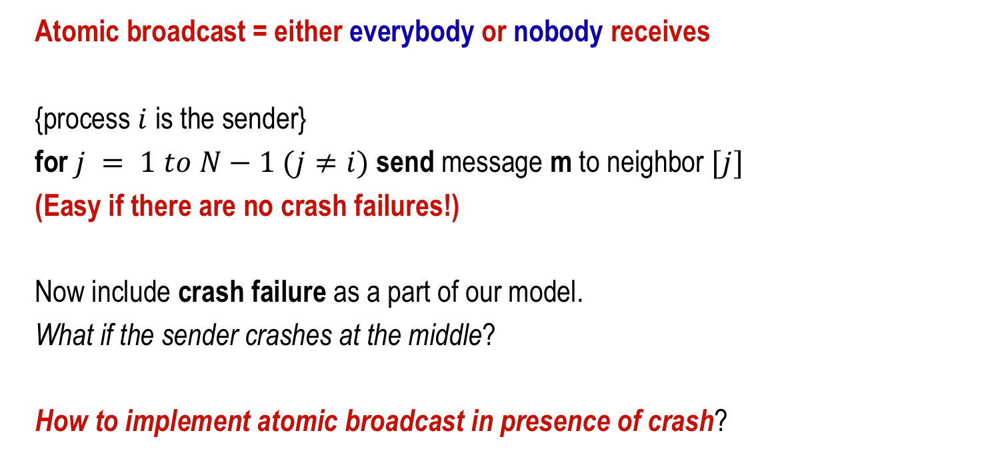 Atomic broadcast = either everybody or nobody receives
{process i is the sender}
for j = 1 to N − 1 (j ≠ i) send message m to neighbor [j]
(Easy if there are no crash failures!)
Now include crash failure as a part of our model.
What if the sender crashes at the middle?
How to implement atomic broadcast in presence of crash?